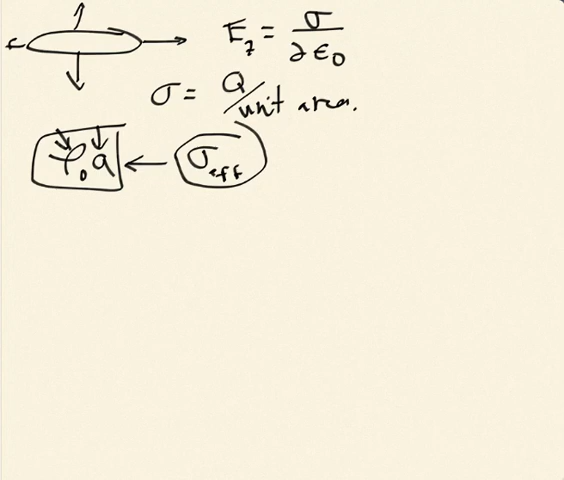 E_z = σ/2ε₀
σ = Q/unit area.
φ₀a ← σ_eff